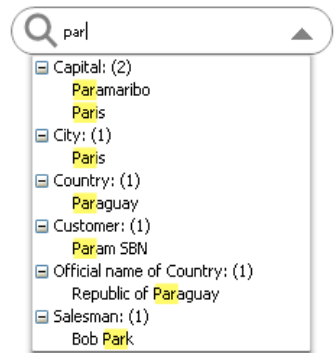 par
Capital: (2)
Paramaribo
Paris
City: (1)
Paris
Country: (1)
Paraguay
Customer: (1)
Param SBN
Official name of Country: (1)
Republic of Paraguay
Salesman: (1)
Bob Park